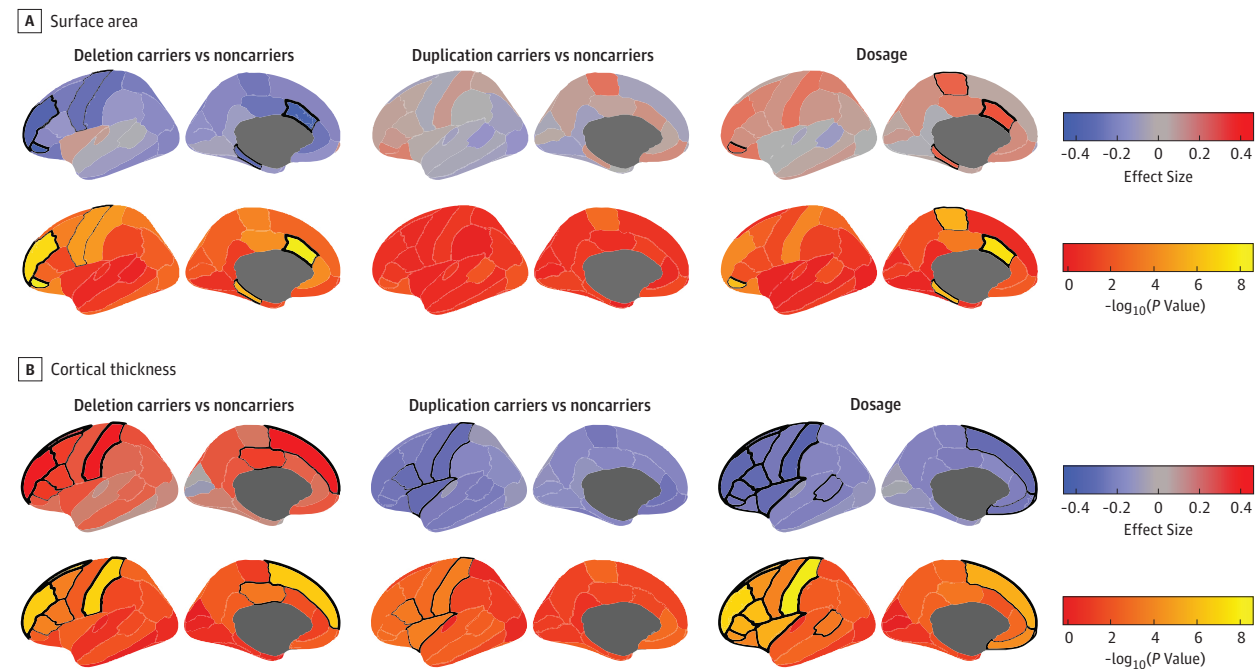 A Surface area
Deletion carriers vs noncarriers
Duplication carriers vs noncarriers
Dosage
-0.4 -0.2 0 0.2 0.4
Effect Size
0 2 4 6 8
-log10(P Value)
B Cortical thickness
Deletion carriers vs noncarriers
Duplication carriers vs noncarriers
Dosage
-0.4 -0.2 0 0.2 0.4
Effect Size
0 2 4 6 8
-log10(P Value)